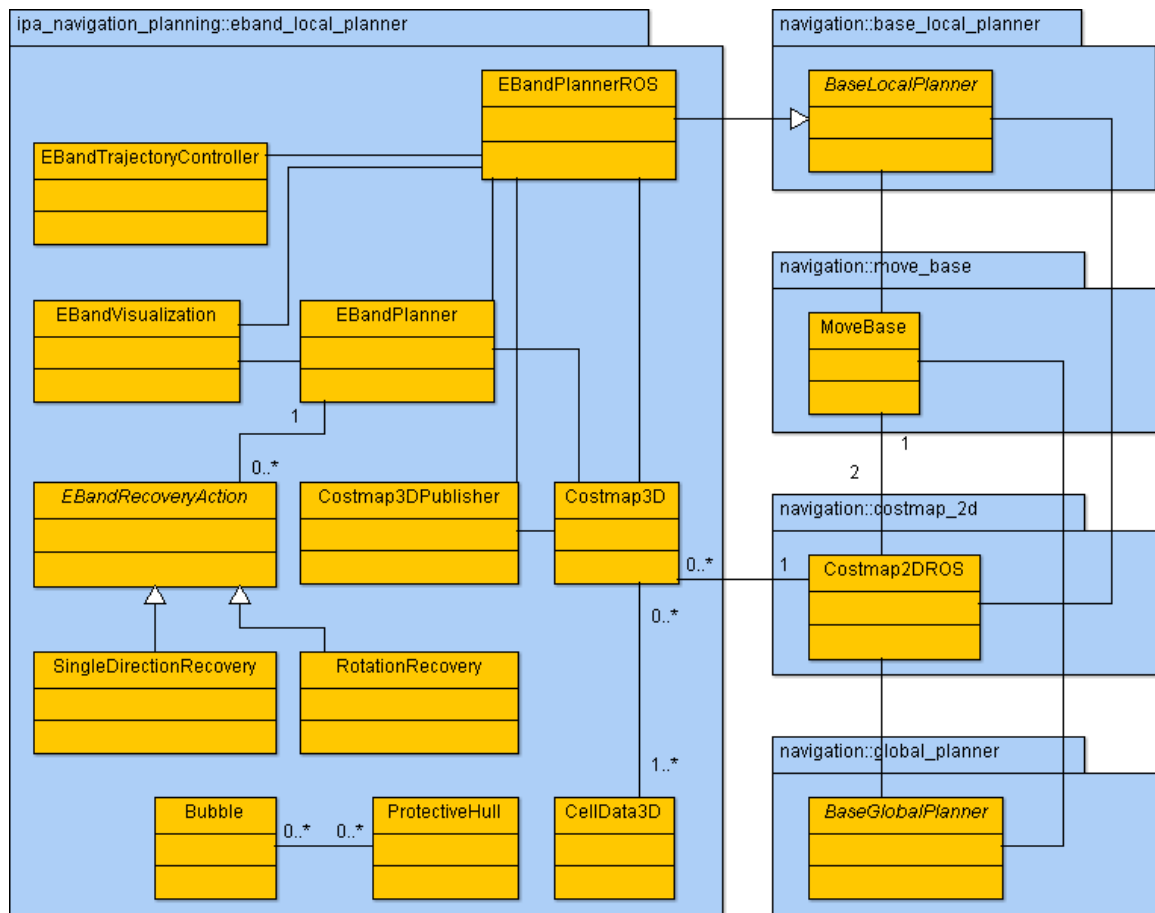 ipa_navigation_planning::eband_local_planner
navigation::base_local_planner
EBandPlannerROS
BaseLocalPlanner
EBandTrajectoryController
navigation::move_base
EBandVisualization
EBandPlanner
MoveBase
1
0..*
1
2
EBandRecoveryAction
Costmap3DPublisher
Costmap3D
navigation::costmap_2d
0..*
1
Costmap2DROS
0..*
SingleDirectionRecovery
RotationRecovery
navigation::global_planner
1..*
Bubble
0..*
0..*
ProtectiveHull
CellData3D
BaseGlobalPlanner